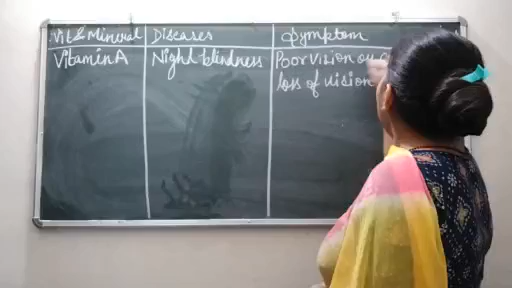 Vit & Mineral Diseases Symptom
Vitamin A Night blindness Poor vision or
loss of vision